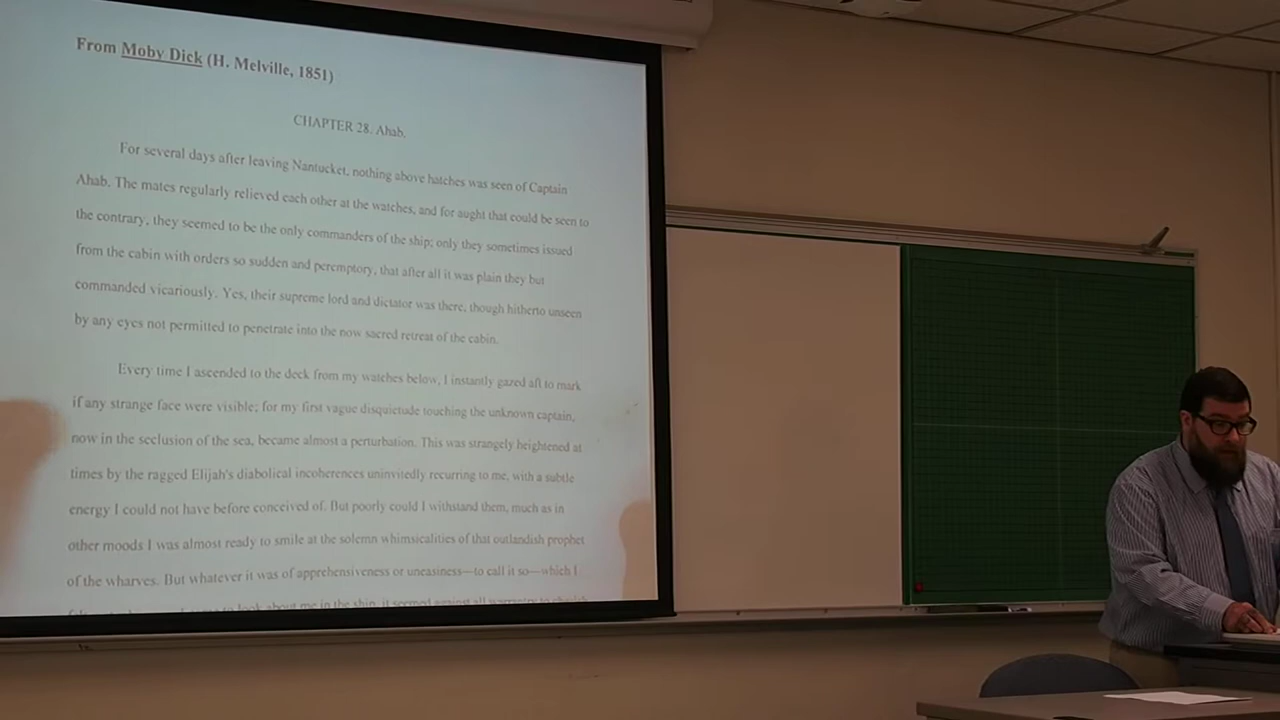 From Moby Dick (H. Melville, 1851)
CHAPTER 28. Ahab.
For several days after leaving Nantucket, nothing above hatches was seen of Captain
Ahab. The mates regularly relieved each other at the watches, and for aught that could be seen to
the contrary, they seemed to be the only commanders of the ship; only they sometimes issued
from the cabin with orders so sudden and peremptory, that after all it was plain they but
commanded vicariously. Yes, their supreme lord and dictator was there, though hitherto unseen
by any eyes not permitted to penetrate into the now sacred retreat of the cabin.
Every time I ascended to the deck from my watches below, I instantly gazed aft to mark
if any strange face were visible; for my first vague disquietude touching the unknown captain,
now in the seclusion of the sea, became almost a perturbation. This was strangely heightened at
times by the ragged Elijah's diabolical incoherences uninvitedly recurring to me, with a subtle
energy I could not have before conceived of. But poorly could I withstand them, much as in
other moods I was almost ready to smile at the solemn whimsicalities of that outlandish prophet
of the wharves. But whatever it was of apprehensiveness or uneasiness—to call it so—which I
look about me in the ship, it seemed against all